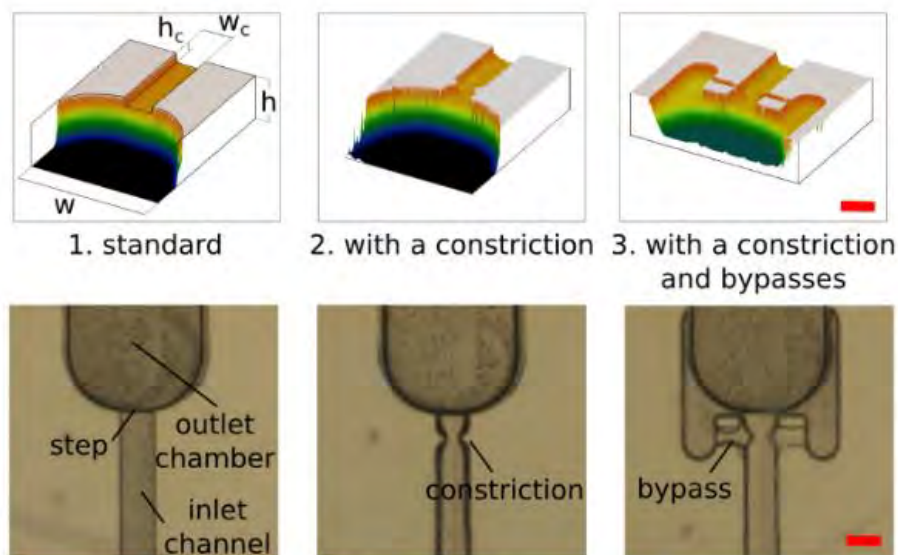 h_c
w_c
h
w
1. standard
2. with a constriction
3. with a constriction
and bypasses
step
outlet
chamber
inlet
channel
constriction
bypass